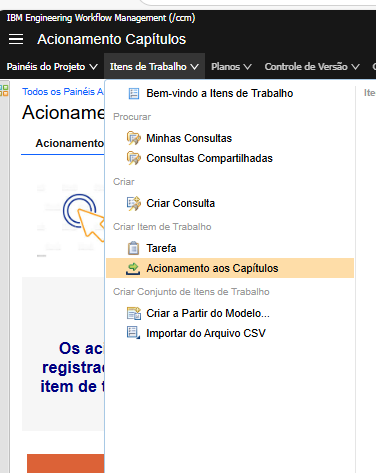 IBM Engineering Workflow Management (/ccm)
Acionamento Capítulos
Painéis do Projeto
Itens de Trabalho
Planos
Controle de Versão
Todos os Painéis
Acioname
Acionamento
Bem-vindo a Itens de Trabalho
Procurar
Minhas Consultas
Consultas Compartilhadas
Criar
Criar Consulta
Criar Item de Trabalho
Tarefa
Acionamento aos Capítulos
Criar Conjunto de Itens de Trabalho
Criar a Partir do Modelo...
Importar do Arquivo CSV
Os ac
registrad
item de t